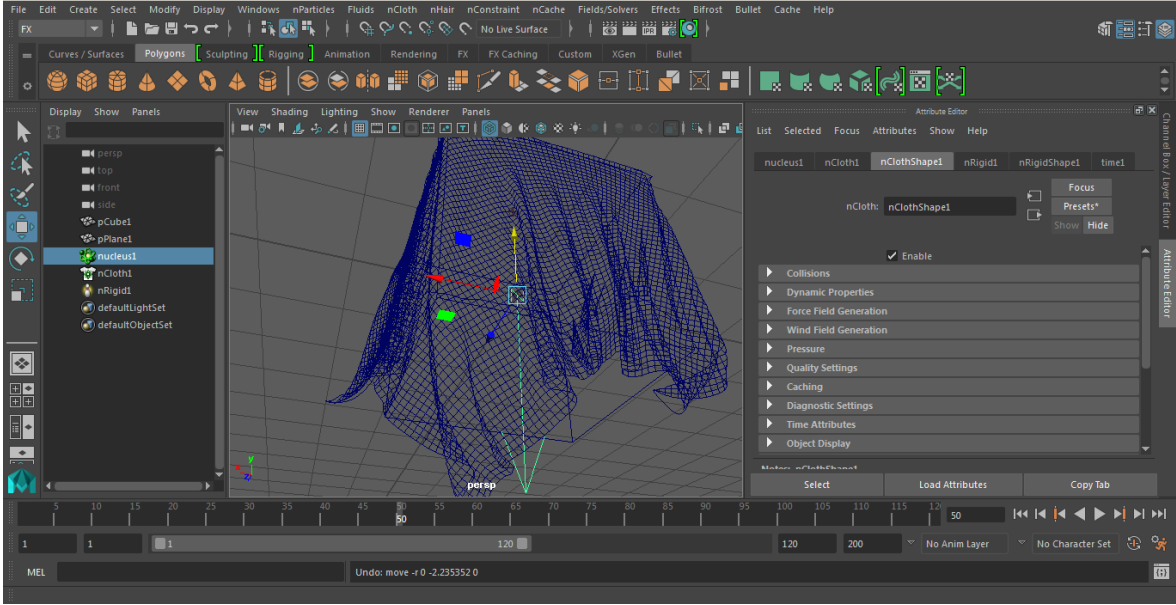 File Edit Create Select Modify Display Windows nParticles Fluids nCloth nHair nConstraint nCache Fields/Solvers Effects Bifrost Bullet Cache Help
FX No Live Surface IPR
Curves / Surfaces Polygons Sculpting Rigging Animation Rendering FX FX Caching Custom XGen Bullet
Display Show Panels
persp
top
front
side
pCube1
pPlane1
nucleus1
nCloth1
nRigid1
defaultLightSet
defaultObjectSet
View Shading Lighting Show Renderer Panels
y
z
persp
Attribute Editor
List Selected Focus Attributes Show Help
nucleus1 nCloth1 nClothShape1 nRigid1 nRigidShape1 time1
nCloth: nClothShape1
Focus
Presets*
Show Hide
Enable
Collisions
Dynamic Properties
Force Field Generation
Wind Field Generation
Pressure
Quality Settings
Caching
Diagnostic Settings
Time Attributes
Object Display
Notes: nClothShape1
Select Load Attributes Copy Tab
Channel Box / Layer Editor
Attribute Editor
5 10 15 20 25 30 35 40 45 50 55 60 65 70 75 80 85 90 95 100 105 110 115 12
50
50
1 1 1 120 120 200 No Anim Layer No Character Set
MEL Undo: move -r 0 -2.235352 0